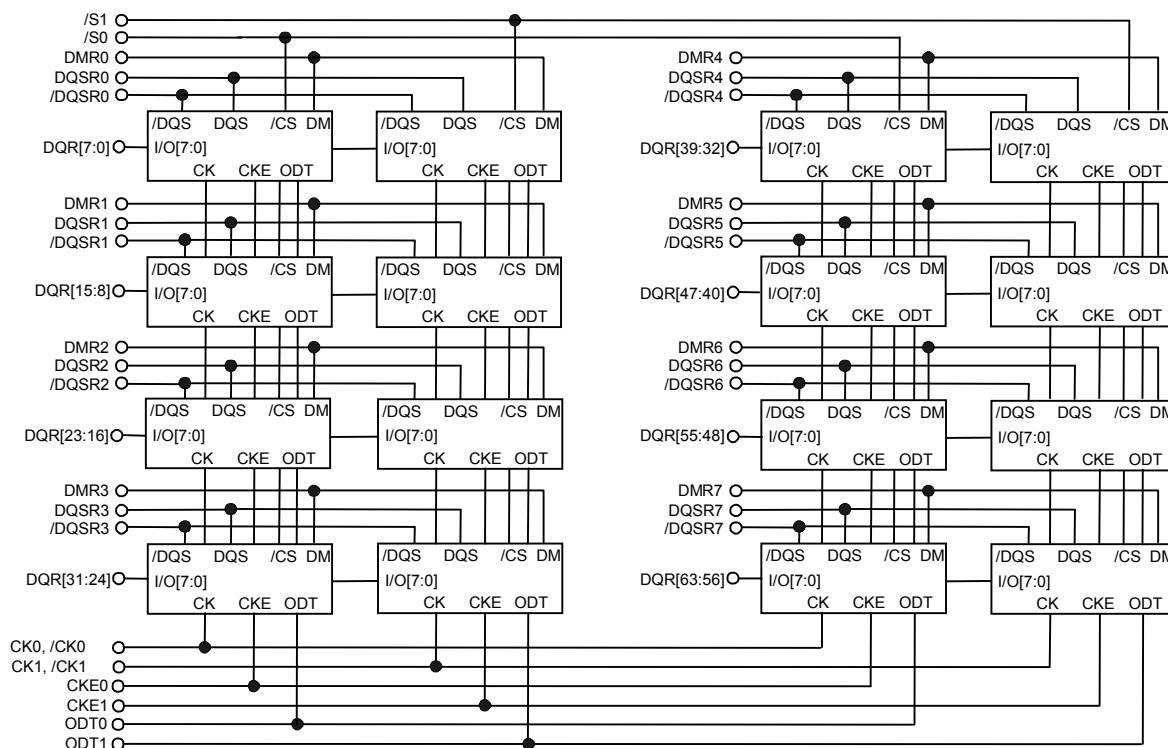 /S1
/S0
DMR0 DMR4
DQSR0 DQSR4
/DQSR0 /DQSR4
/DQS DQS /CS DM /CS DM /DQS DQS /CS DM /CS DM
DQR[7:0] I/O[7:0] I/O[7:0] DQR[39:32] I/O[7:0] I/O[7:0]
CK CKE ODT CK CKE ODT CK CKE ODT CK CKE ODT
DMR1 DMR5
DQSR1 DQSR5
/DQSR1 /DQSR5
/DQS DQS /CS DM /DQS DQS /CS DM /DQS DQS /CS DM /DQS DQS /CS DM
DQR[15:8] I/O[7:0] I/O[7:0] DQR[47:40] I/O[7:0] I/O[7:0]
CK CKE ODT CK CKE ODT CK CKE ODT CK CKE ODT
DMR2 DMR6
DQSR2 DQSR6
/DQSR2 /DQSR6
/DQS DQS /CS DM /DQS DQS /CS DM /DQS DQS /CS DM /DQS DQS /CS DM
DQR[23:16] I/O[7:0] I/O[7:0] DQR[55:48] I/O[7:0] I/O[7:0]
CK CKE ODT CK CKE ODT CK CKE ODT CK CKE ODT
DMR3 DMR7
DQSR3 DQSR7
/DQSR3 /DQSR7
/DQS DQS /CS DM /DQS DQS /CS DM /DQS DQS /CS DM /DQS DQS /CS DM
DQR[31:24] I/O[7:0] I/O[7:0] DQR[63:56] I/O[7:0] I/O[7:0]
CK CKE ODT CK CKE ODT CK CKE ODT CK CKE ODT
CK0, /CK0
CK1, /CK1
CKE0
CKE1
ODT0
ODT1